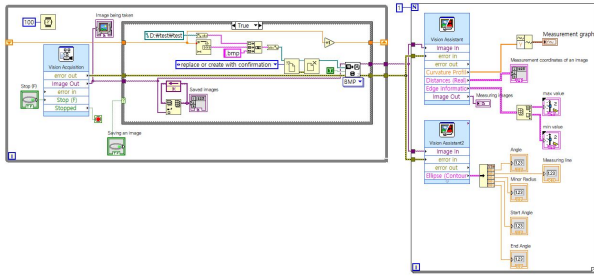 Image being taken
100
True
%D:#test#test
bmp
replace or create with confirmation
BMP
Vision Acquisition
error out
Image Out
error in
Stop (F)
Stopped
Stop (F)
Saved images
Saving an image
i
1
N
Vision Assistant
Image In
error in
error out
Curvature Profil
Distances (Real)
Edge Informatio
Image Out
Measurement graph
Measurement coordinates of an image
Measuring images
max value
min value
Vision Assistant2
Image In
error in
error out
Ellipse (Contour
Angle
Measuring line
Minor Radius
Start Angle
End Angle
i